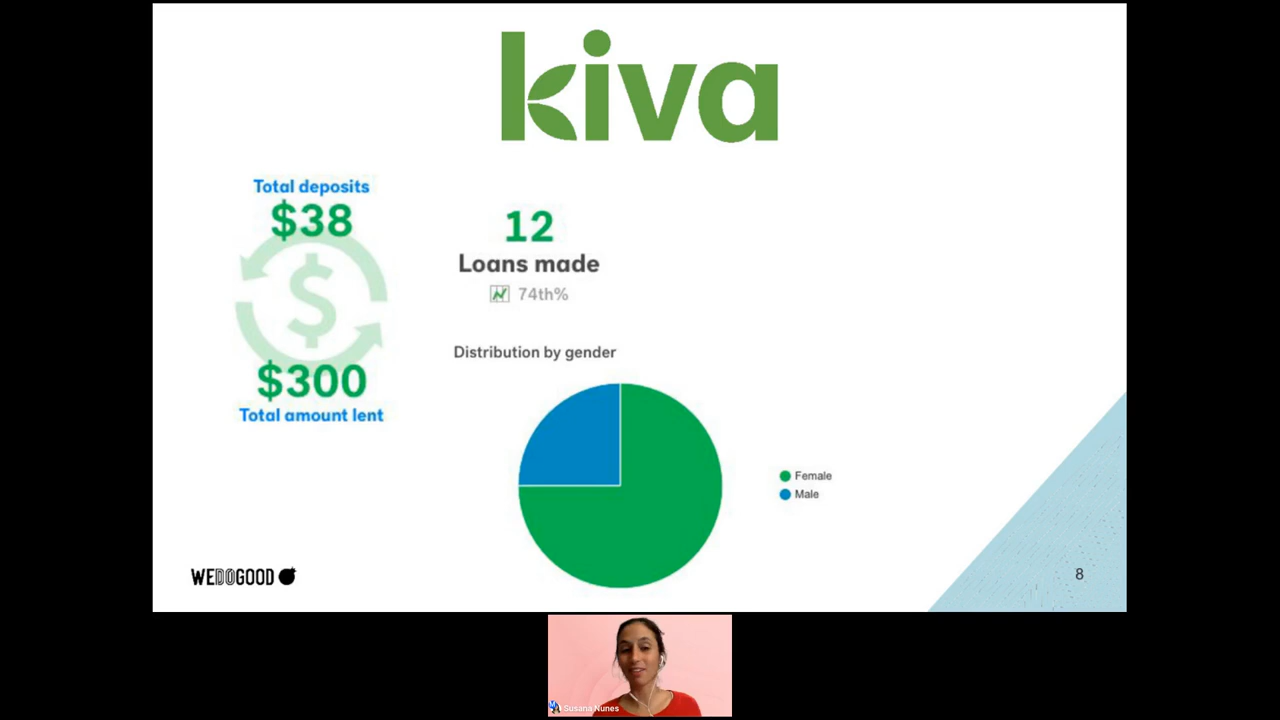 kiva
Total deposits
$38
$
$300
Total amount lent
12
Loans made
74th%
Distribution by gender
Female
Male
WEDOGOOD
8
Susana Nunes